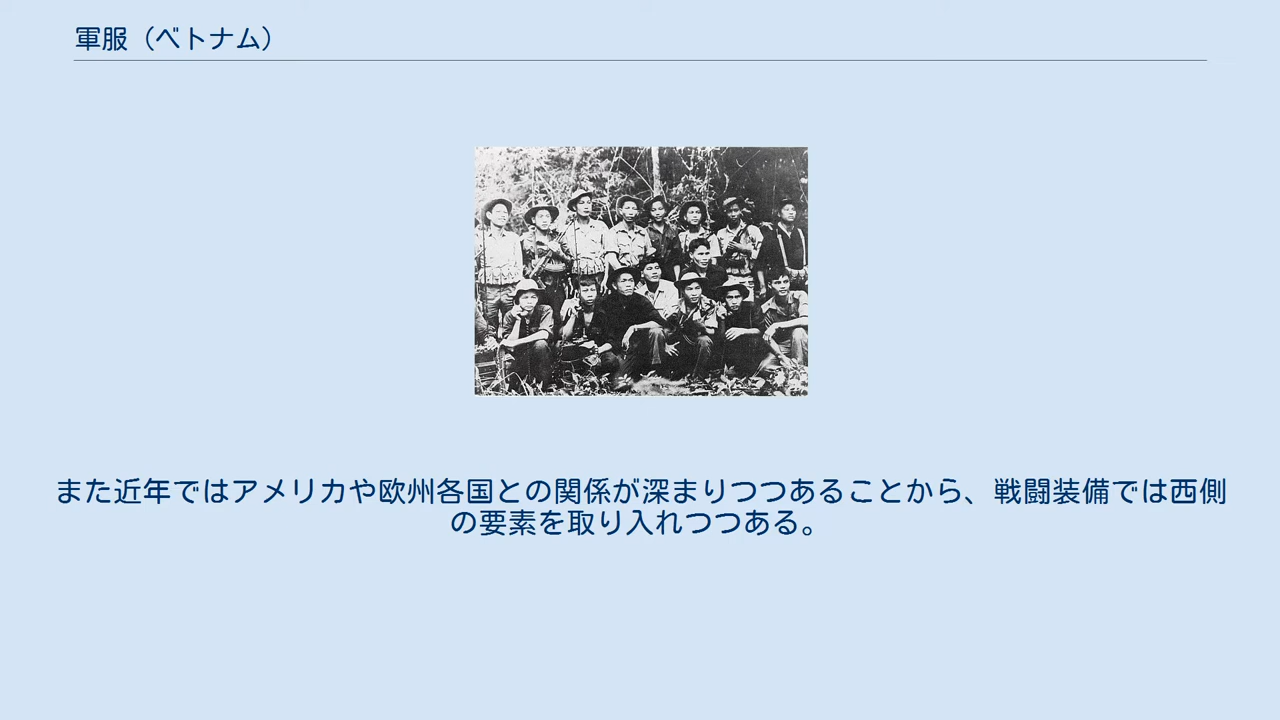 軍服（ベトナム）
また近年ではアメリカや欧州各国との関係が深まりつつあることから、戦闘装備では西側
の要素を取り入れつつある。